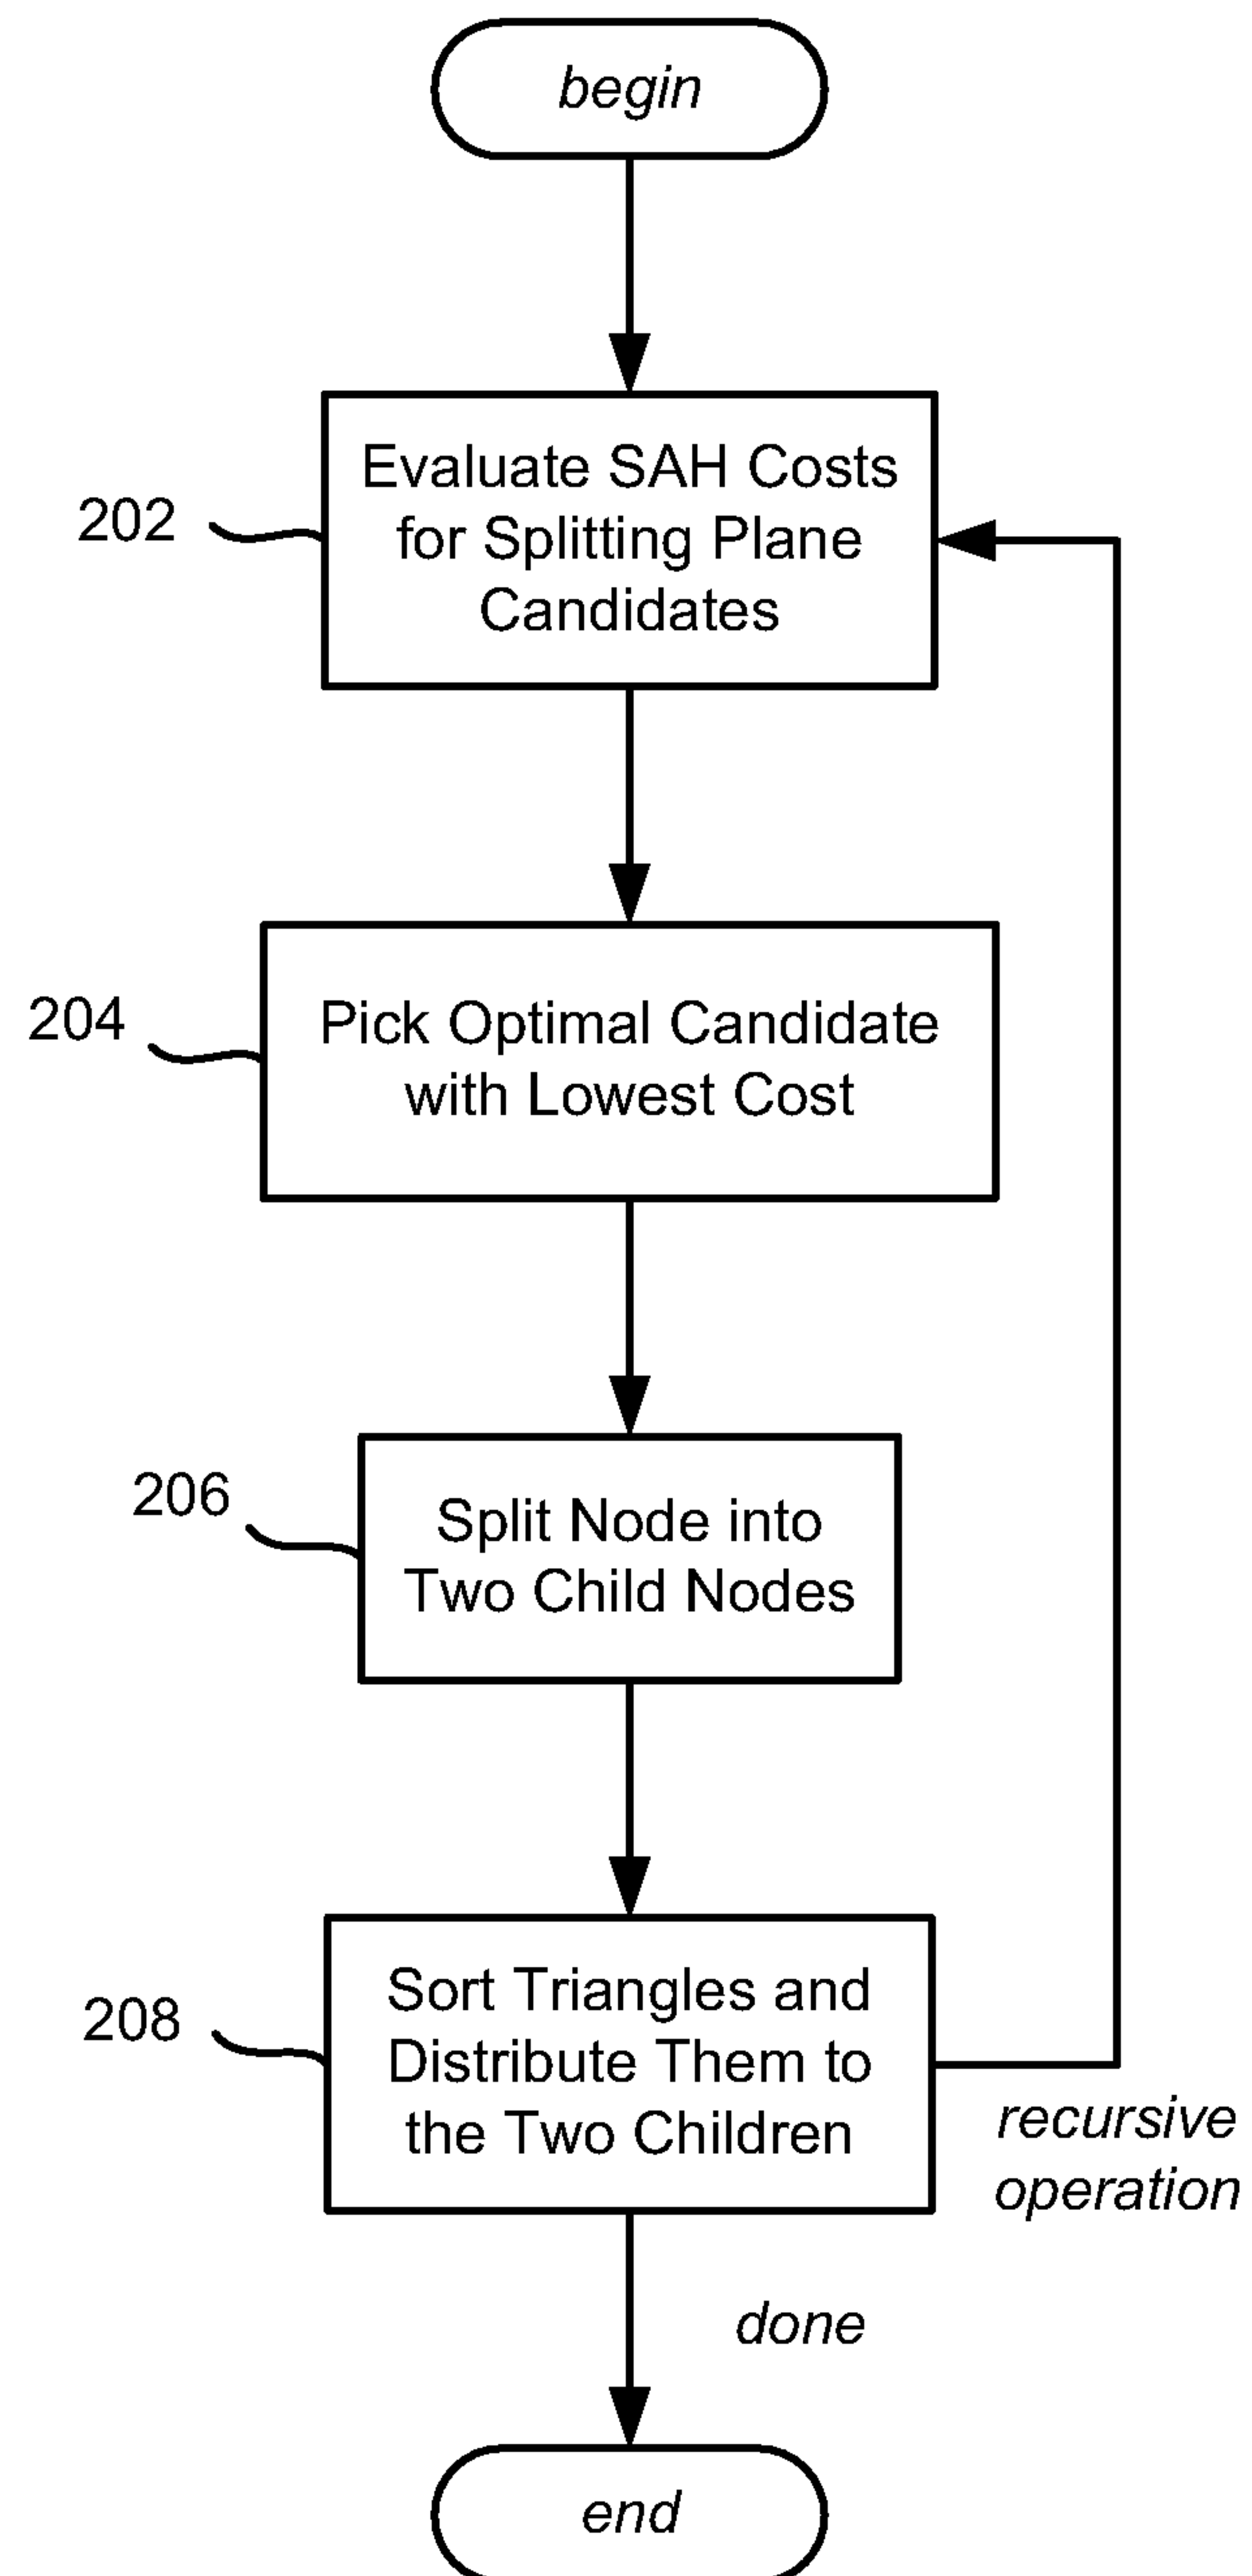 begin
202
Evaluate SAH Costs
for Splitting Plane
Candidates
204
Pick Optimal Candidate
with Lowest Cost
206
Split Node into
Two Child Nodes
208
Sort Triangles and
Distribute Them to
the Two Children
recursive
operation
done
end